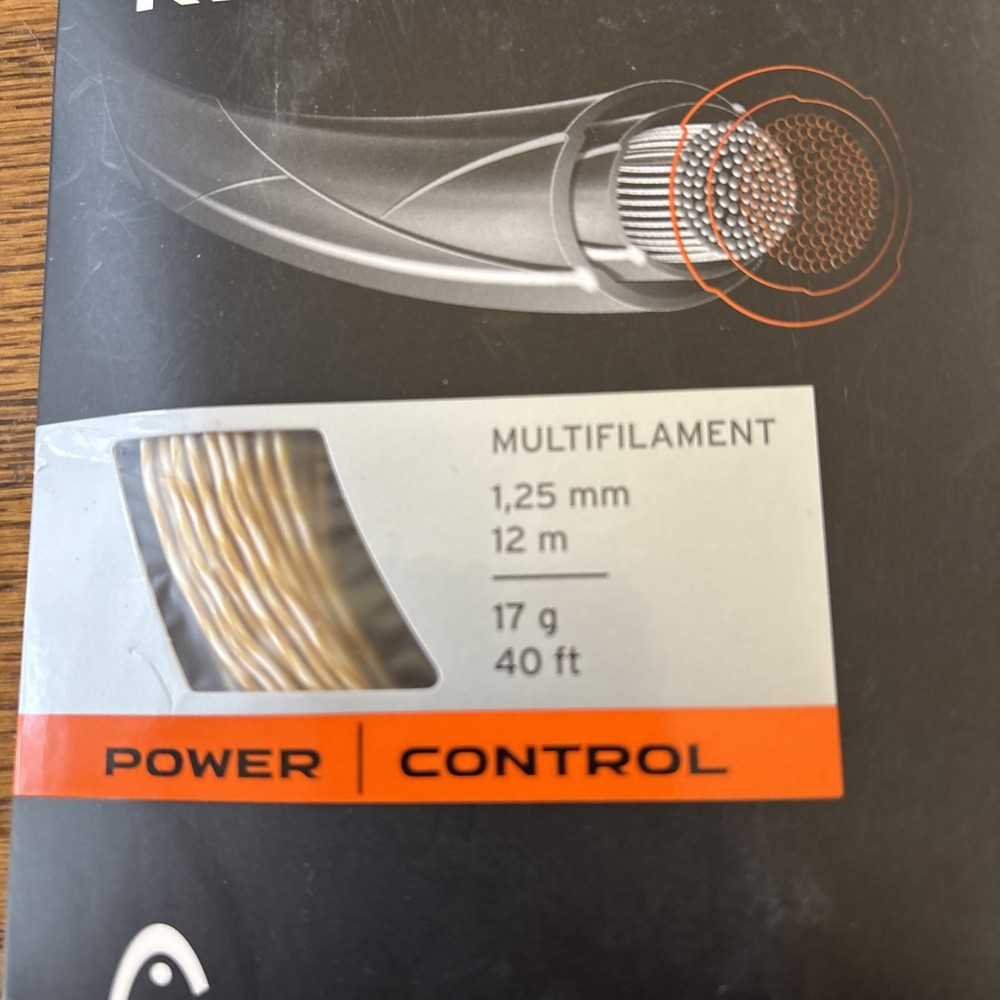 MULTIFILAMENT
1,25 mm
12 m
17 g
40 ft
POWER | CONTROL